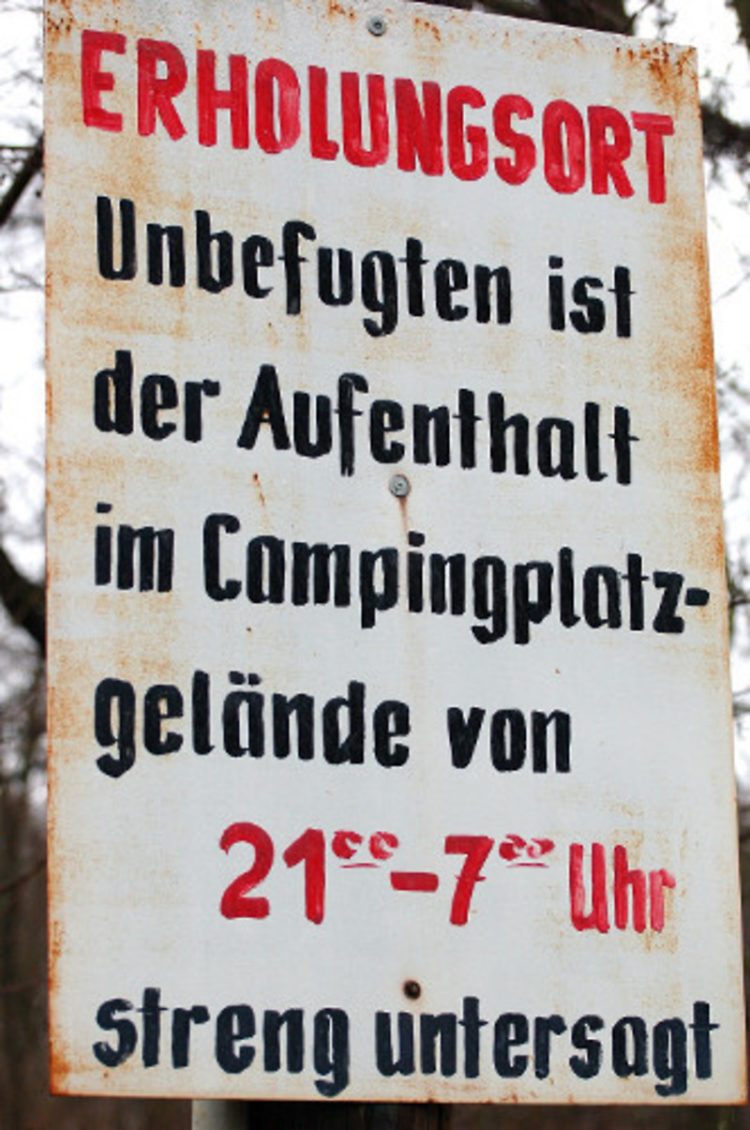 ERHOLUNGSORT
Unbefugten ist
der Aufenthalt
im Campingplatz-
gelände von
21⁰⁰-7⁰⁰ Uhr
streng untersagt